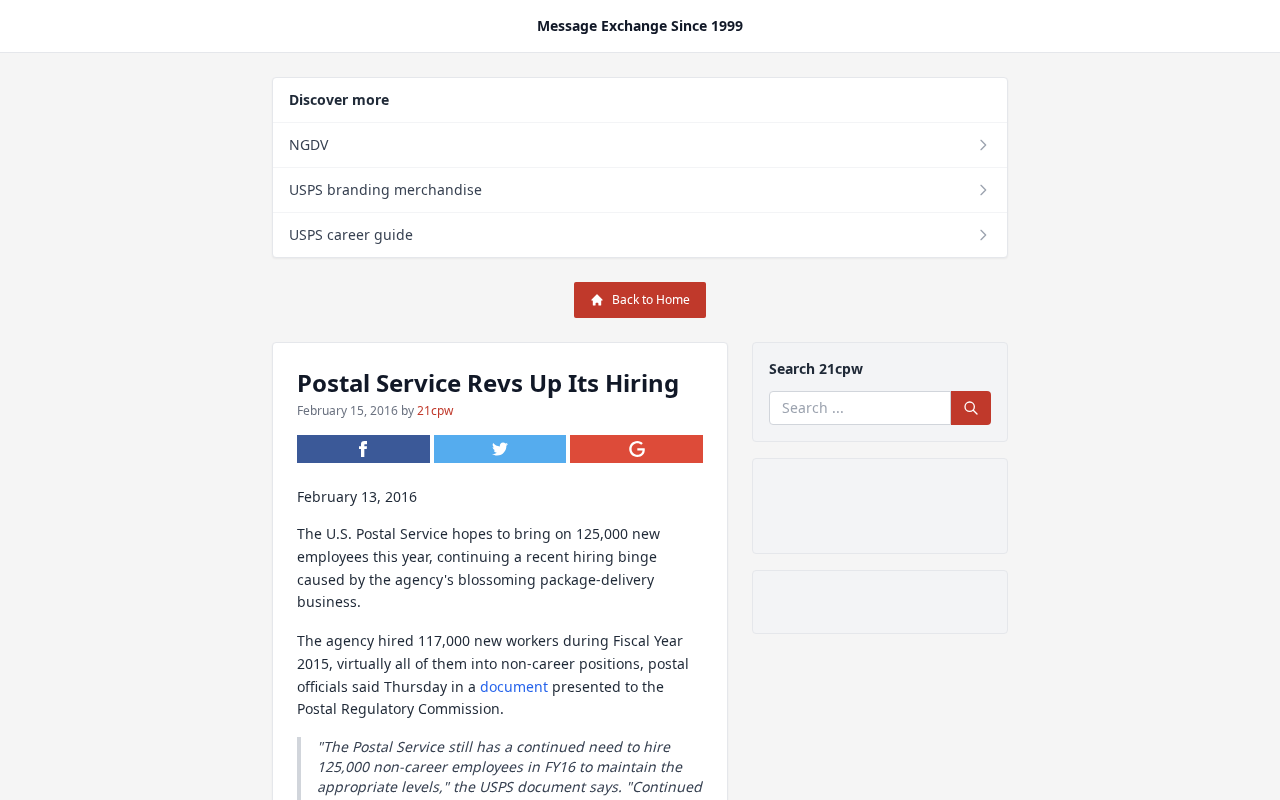 Message Exchange Since 1999
Discover more
NGDV
USPS branding merchandise
USPS career guide
Back to Home
Postal Service Revs Up Its Hiring
February 15, 2016 by 21cpw
February 13, 2016
The U.S. Postal Service hopes to bring on 125,000 new
employees this year, continuing a recent hiring binge
caused by the agency's blossoming package-delivery
business.
The agency hired 117,000 new workers during Fiscal Year
2015, virtually all of them into non-career positions, postal
officials said Thursday in a document presented to the
Postal Regulatory Commission.
"The Postal Service still has a continued need to hire
125,000 non-career employees in FY16 to maintain the
appropriate levels," the USPS document says. "Continued
Search 21cpw
Search ...